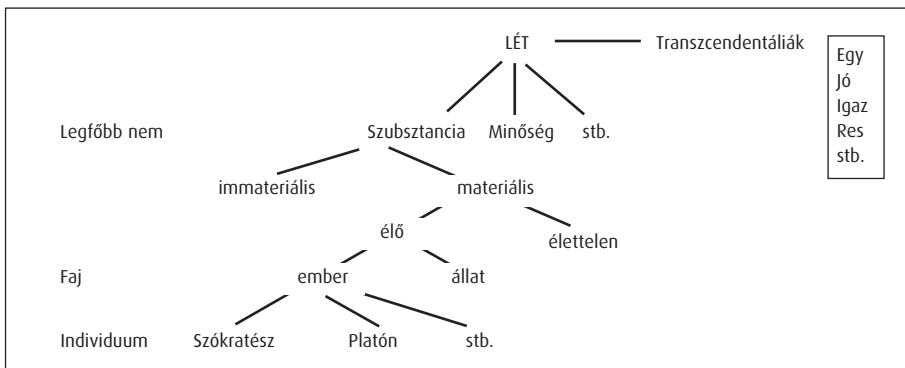 LÉT Transzcendentáliák
Egy
Jó
Igaz
Res
stb.
Legfőbb nem Szubsztancia Minőség stb.
immateriális materiális
élő
élettelen
Faj ember állat
Individuum Szókratész Platón stb.